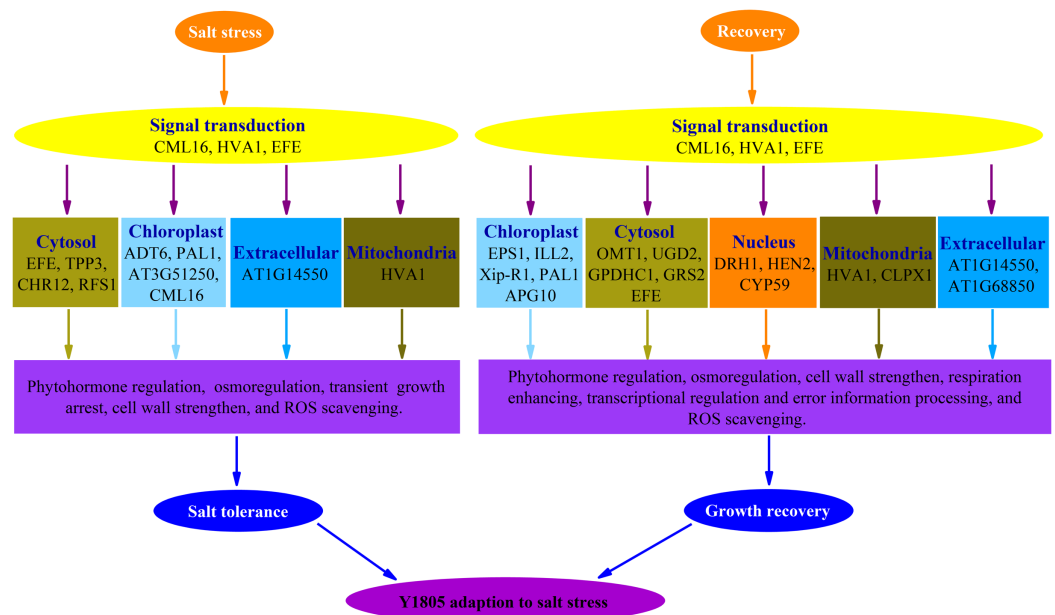 Salt stress
Recovery
Signal transduction
CML16, HVA1, EFE
Signal transduction
CML16, HVA1, EFE
Cytosol
EFE, TPP3,
CHR12, RFS1
Chloroplast
ADT6, PAL1,
AT3G51250,
CML16
Extracellular
AT1G14550
Mitochondria
HVA1
Chloroplast
EPS1, ILL2,
Xip-R1, PAL1
APG10
Cytosol
OMT1, UGD2,
GPDHC1, GRS2
EFE
Nucleus
DRH1, HEN2,
CYP59
Mitochondria
HVA1, CLPX1
Extracellular
AT1G14550,
AT1G68850
Phytohormone regulation, osmoregulation, transient growth
arrest, cell wall strengthen, and ROS scavenging.
Phytohormone regulation, osmoregulation, cell wall strengthen, respiration
enhancing, transcriptional regulation and error information processing, and
ROS scavenging.
Salt tolerance
Growth recovery
Y1805 adaption to salt stress